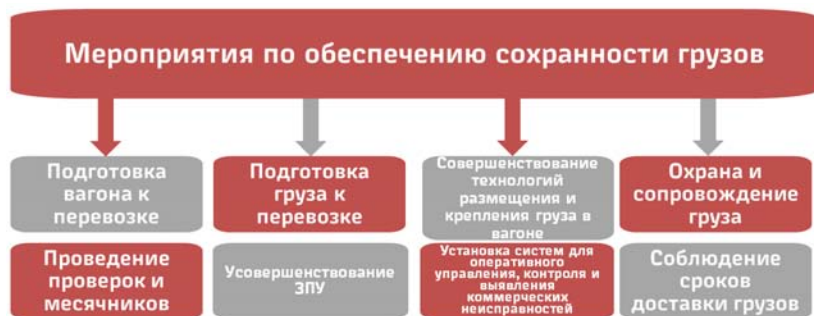 Мероприятия по обеспечению сохранности грузов
Подготовка
вагона к
перевозке
Подготовка
груза к
перевозке
Совершенствование
технологий
размещения и
крепления груза в
вагоне
Охрана и
сопровождение
груза
Проведение
проверок и
месячников
Усовершенствование
ЗПУ
Установка систем для
оперативного
управления, контроля и
выявления
коммерческих
неисправностей
Соблюдение
сроков
доставки грузов